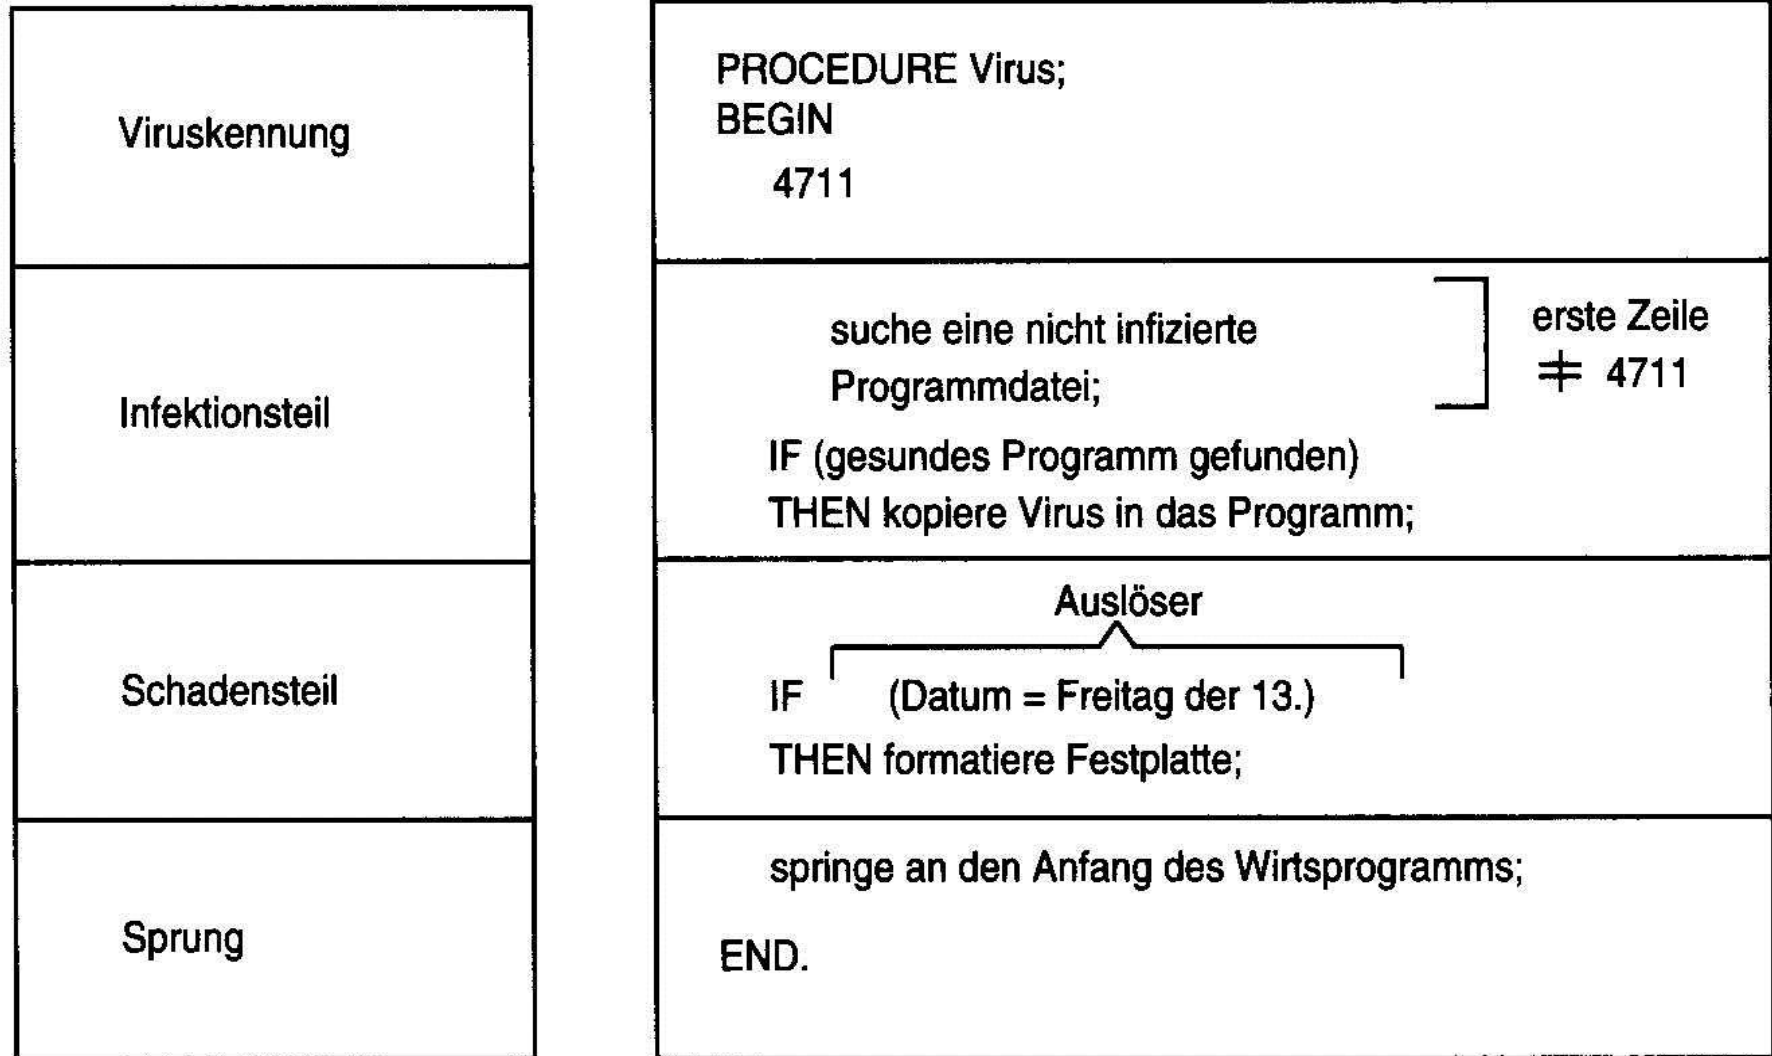 Viruskennung
PROCEDURE Virus;
BEGIN
4711
Infektionsteil
suche eine nicht infizierte
Programmdatei;
erste Zeile
≠ 4711
IF (gesundes Programm gefunden)
THEN kopiere Virus in das Programm;
Schadensteil
Auslöser
IF (Datum = Freitag der 13.)
THEN formatiere Festplatte;
Sprung
springe an den Anfang des Wirtsprogramms;
END.